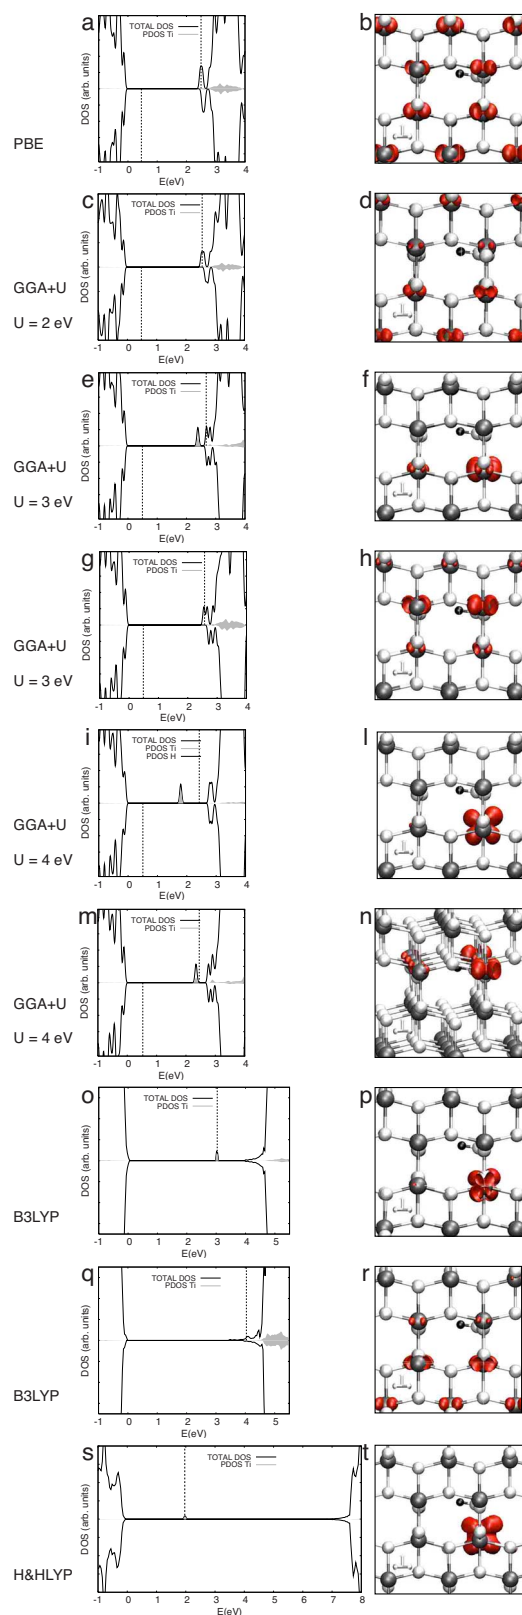 a
b
TOTAL DOS
PDOS Ti
DOS (arb. units)
PBE
-1 0 1 2 3 4
E(eV)
c
d
TOTAL DOS
PDOS Ti
DOS (arb. units)
GGA+U
U = 2 eV
-1 0 1 2 3 4
E(eV)
e
f
TOTAL DOS
PDOS Ti
DOS (arb. units)
GGA+U
U = 3 eV
-1 0 1 2 3 4
E(eV)
g
h
TOTAL DOS
PDOS Ti
DOS (arb. units)
GGA+U
U = 3 eV
-1 0 1 2 3 4
E(eV)
i
l
TOTAL DOS
PDOS Ti
PDOS H
DOS (arb. units)
GGA+U
U = 4 eV
-1 0 1 2 3 4
E(eV)
m
n
TOTAL DOS
PDOS Ti
DOS (arb. units)
GGA+U
U = 4 eV
-1 0 1 2 3 4
E(eV)
o
p
TOTAL DOS
PDOS Ti
DOS (arb. units)
B3LYP
-1 0 1 2 3 4 5
E(eV)
q
r
TOTAL DOS
PDOS Ti
DOS (arb. units)
B3LYP
-1 0 1 2 3 4 5
E(eV)
s
t
TOTAL DOS
PDOS Ti
DOS (arb. units)
H&HLYP
-1 0 1 2 3 4 5 6 7 8
E(eV)